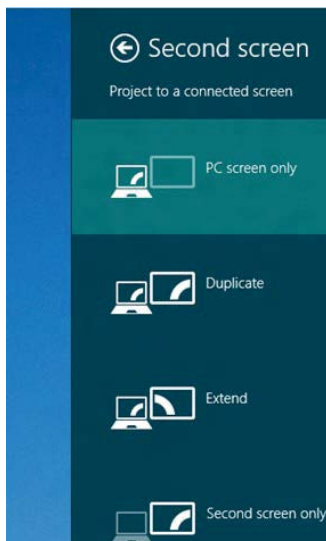 Second screen
Project to a connected screen
PC screen only
Duplicate
Extend
Second screen only